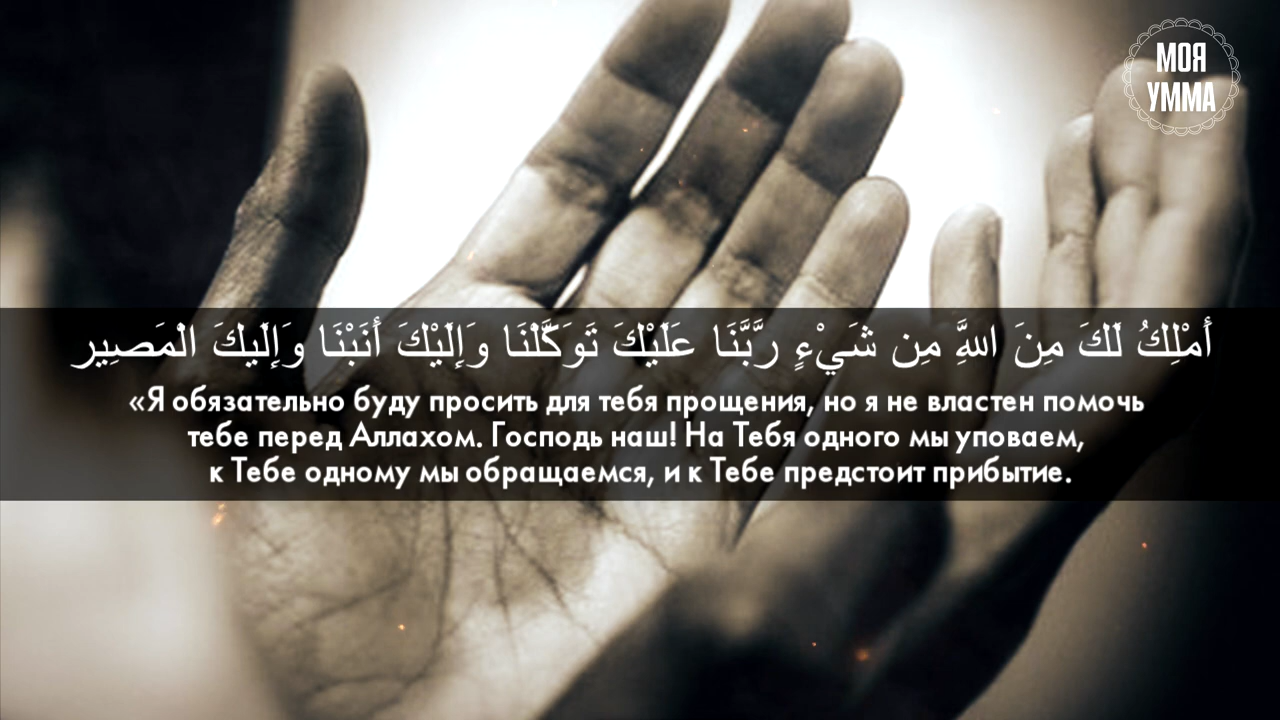 МОЯ
УММА
أَمْلِكُ لَكَ مِنَ اللَّهِ مِن شَيْءٍ رَّبَّنَا عَلَيْكَ تَوَكَّلْنَا وَإِلَيْكَ أَنَبْنَا وَإِلَيكَ الْمَصِير
«Я обязательно буду просить для тебя прощения, но я не властен помочь
тебе перед Аллахом. Господь наш! На Тебя одного мы уповаем,
к Тебе одному мы обращаемся, и к Тебе предстоит прибытие.